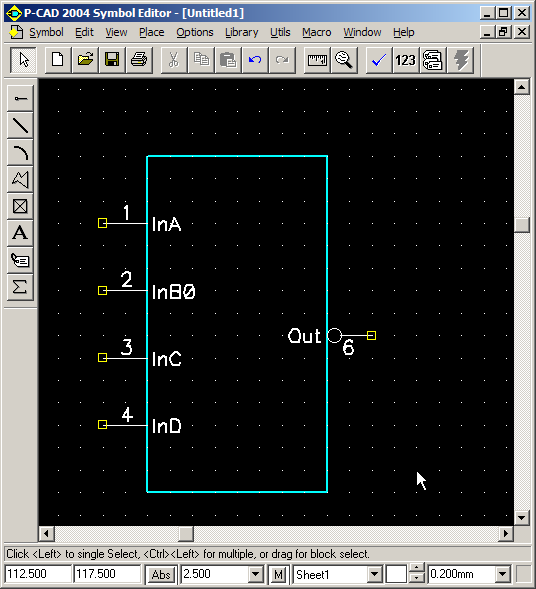 P-CAD 2004 Symbol Editor - [Untitled1]
Symbol Edit View Place Options Library Utils Macro Window Help
123
A
Σ
1
InA
2
InB0
3
InC
Out
6
4
InD
Click <Left> to single Select, <Ctrl><Left> for multiple, or drag for block select.
112.500 117.500 Abs 2.500 M Sheet1 0.200mm